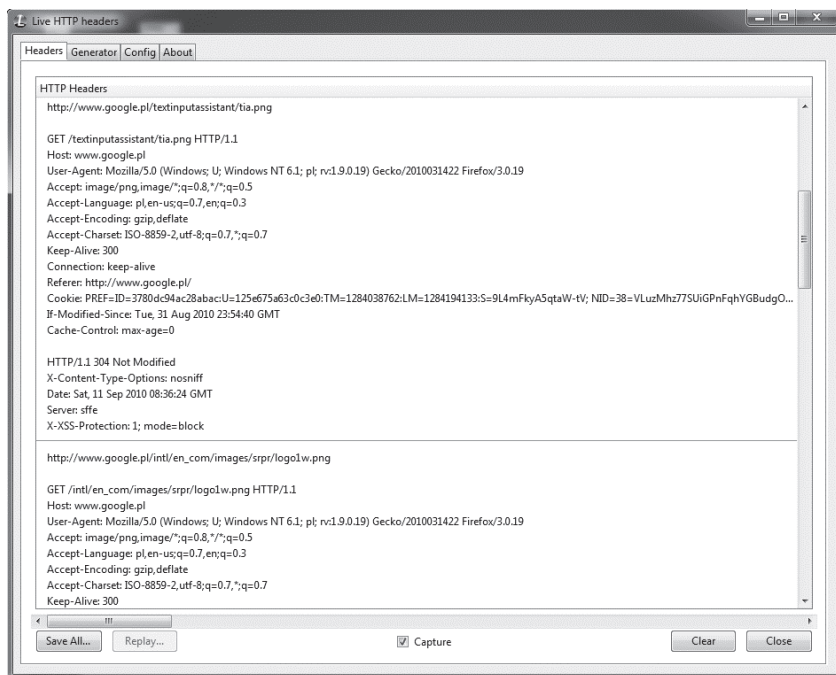 Live HTTP headers
Headers Generator Config About
HTTP Headers
http://www.google.pl/textinputassistant/tia.png
GET /textinputassistant/tia.png HTTP/1.1
Host: www.google.pl
User-Agent: Mozilla/5.0 (Windows; U; Windows NT 6.1; pl; rv:1.9.0.19) Gecko/2010031422 Firefox/3.0.19
Accept: image/png,image/*;q=0.8,*/*;q=0.5
Accept-Language: pl,en-us;q=0.7,en;q=0.3
Accept-Encoding: gzip,deflate
Accept-Charset: ISO-8859-2,utf-8;q=0.7,*;q=0.7
Keep-Alive: 300
Connection: keep-alive
Referer: http://www.google.pl/
Cookie: PREF=ID=3780dc94ac28abac:U=125e675a63c0c3e0:TM=1284038762:LM=1284194133:S=9L4mFkyA5qtaW-tV; NID=38=VLuzMhz77SUiGPnFqhYGBudgO...
If-Modified-Since: Tue, 31 Aug 2010 23:54:40 GMT
Cache-Control: max-age=0
HTTP/1.1 304 Not Modified
X-Content-Type-Options: nosniff
Date: Sat, 11 Sep 2010 08:36:24 GMT
Server: sffe
X-XSS-Protection: 1; mode=block
http://www.google.pl/intl/en_com/images/srpr/logo1w.png
GET /intl/en_com/images/srpr/logo1w.png HTTP/1.1
Host: www.google.pl
User-Agent: Mozilla/5.0 (Windows; U; Windows NT 6.1; pl; rv:1.9.0.19) Gecko/2010031422 Firefox/3.0.19
Accept: image/png,image/*;q=0.8,*/*;q=0.5
Accept-Language: pl,en-us;q=0.7,en;q=0.3
Accept-Encoding: gzip,deflate
Accept-Charset: ISO-8859-2,utf-8;q=0.7,*;q=0.7
Keep-Alive: 300
Save All... Replay... Capture Clear Close